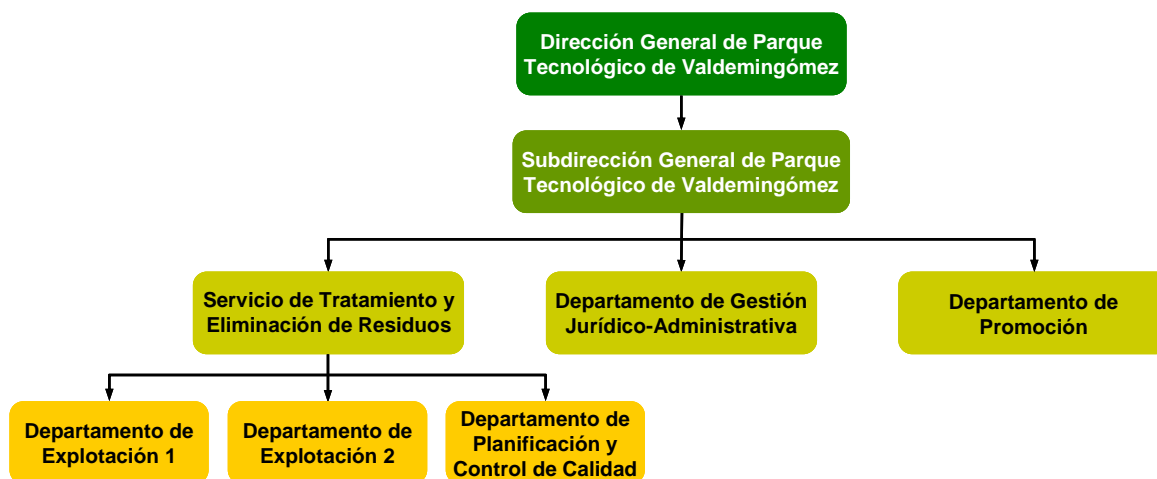 Dirección General de Parque
Tecnológico de Valdemingómez
Subdirección General de Parque
Tecnológico de Valdemingómez
Servicio de Tratamiento y
Eliminación de Residuos
Departamento de Gestión
Jurídico-Administrativa
Departamento de
Promoción
Departamento de
Explotación 1
Departamento de
Explotación 2
Departamento de
Planificación y
Control de Calidad